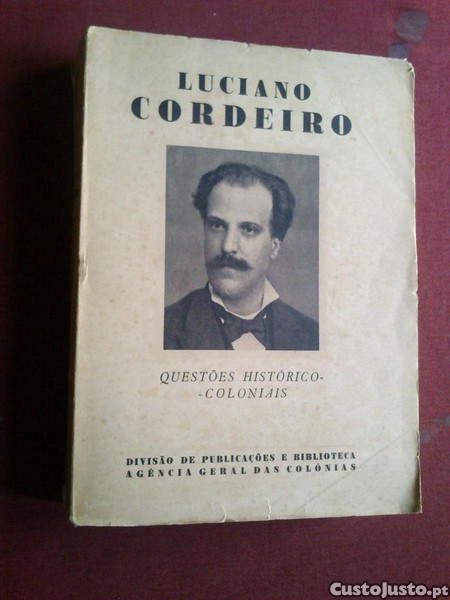 LUCIANO
CORDEIRO
QUESTÕES HISTÓRICO-
-COLONIAIS
DIVISÃO DE PUBLICAÇÕES E BIBLIOTECA
AGÊNCIA GERAL DAS COLÓNIAS
CustoJusto.pt